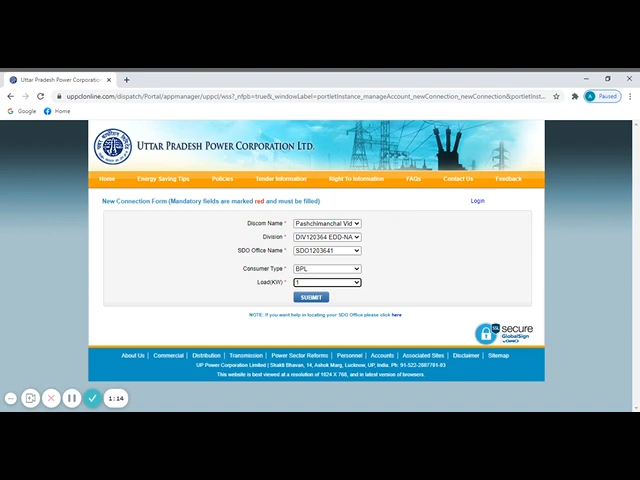 Uttar Pradesh Power Corporation
uppclonline.com/dispatch/Portal/appmanager/uppcl/wss?_nfpb=true&_windowLabel=portletInstance_manageAccount_newConnection_newConnection&portletInst...
A Paused
Google Home
UTTAR PRADESH POWER CORPORATION LTD.
Home Energy Saving Tips Policies Tender Information Right To Information FAQs Contact Us Feedback
New Connection Form (Mandatory fields are marked red and must be filled) Login
Discom Name * Pashchimanchal Vid
Division * DIV120364 EDD-NA
SDO Office Name * SDO1203641
Consumer Type * BPL
Load(KW) * 1
SUBMIT
NOTE: If you want help in locating your SDO Office please click here
SSL secure
GlobalSign
About Us | Commercial | Distribution | Transmission | Power Sector Reforms | Personnel | Accounts | Associated Sites | Disclaimer | Sitemap
UP Power Corporation Limited | Shakti Bhavan, 14, Ashok Marg, Lucknow, UP, India. Ph: 91-522-2887701-03
This website is best viewed at a resolution of 1024 X 768, and in latest version of browsers.
1:14